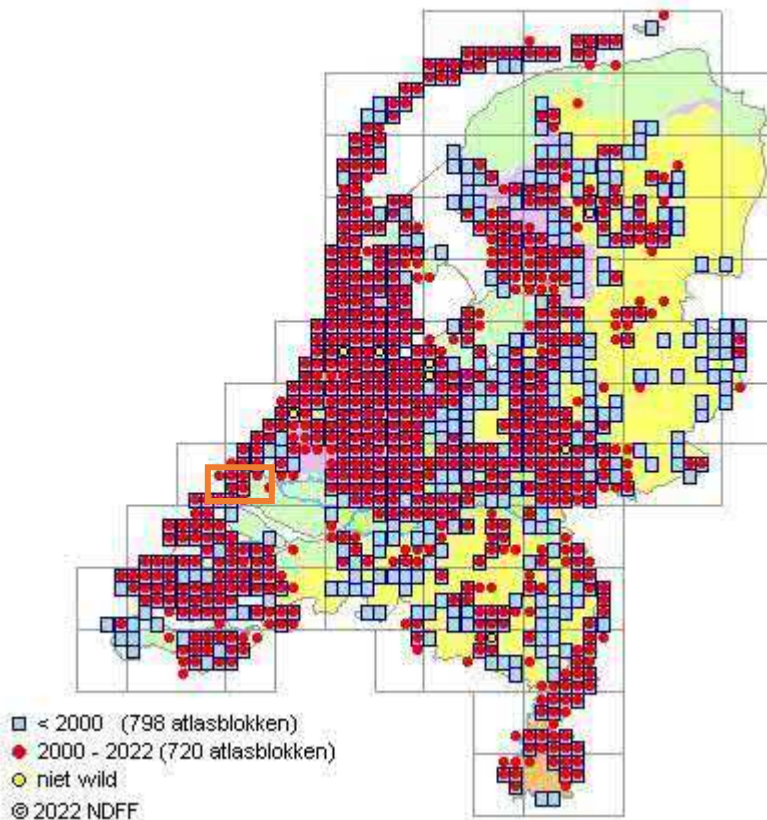 < 2000 (798 atlasblokken)
2000 - 2022 (720 atlasblokken)
niet wild
© 2022 NDFF